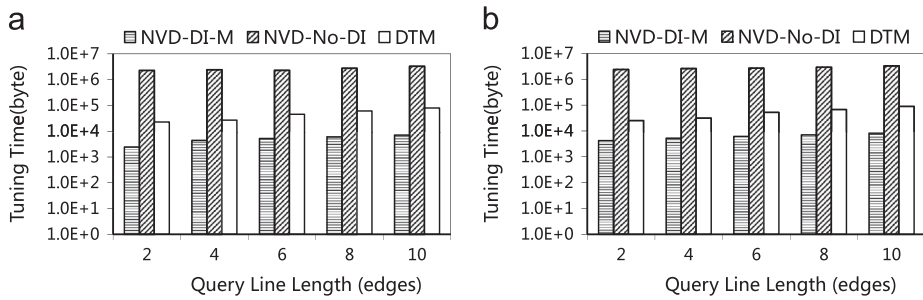 a
NVD-DI-M NVD-No-DI DTM
Tuning Time(byte)
1.0E+7
1.0E+6
1.0E+5
1.0E+4
1.0E+3
1.0E+2
1.0E+1
1.0E+0
2 4 6 8 10
Query Line Length (edges)
b
NVD-DI-M NVD-No-DI DTM
Tuning Time(byte)
1.0E+7
1.0E+6
1.0E+5
1.0E+4
1.0E+3
1.0E+2
1.0E+1
1.0E+0
2 4 6 8 10
Query Line Length (edges)